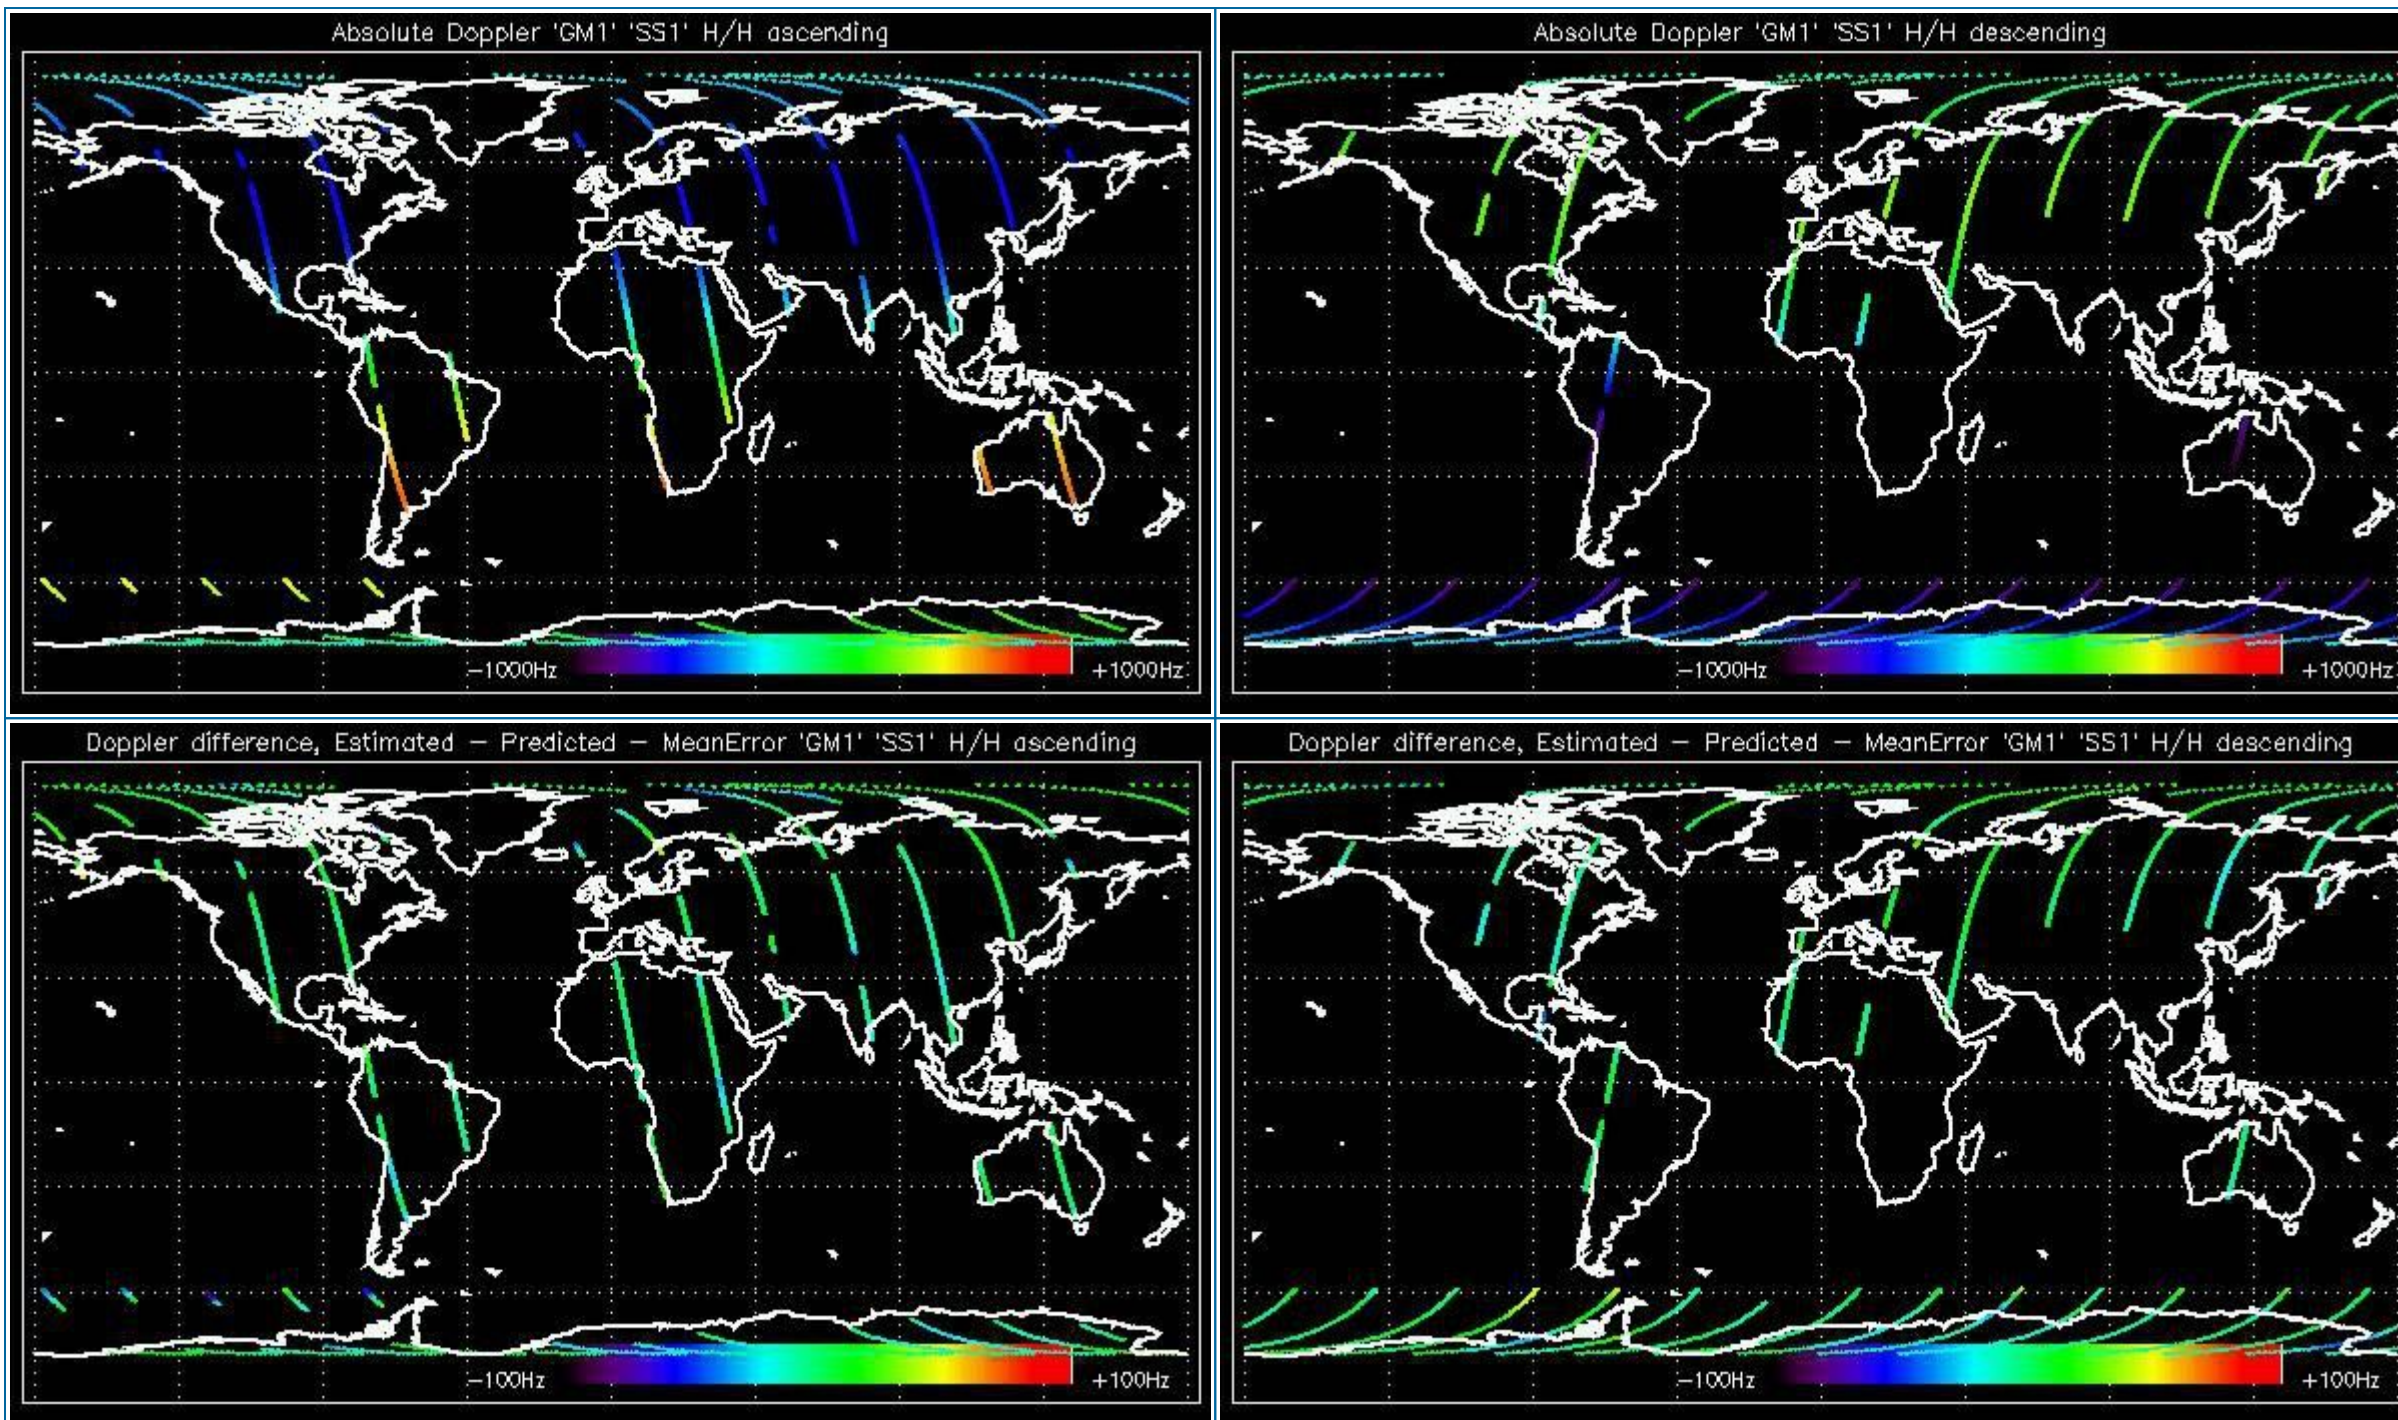 Absolute Doppler 'GM1' 'SS1' H/H ascending
-1000Hz
+1000Hz
Absolute Doppler 'GM1' 'SS1' H/H descending
-1000Hz
+1000Hz
Doppler difference, Estimated - Predicted - MeanError 'GM1' 'SS1' H/H ascending
-100Hz
+100Hz
Doppler difference, Estimated - Predicted - MeanError 'GM1' 'SS1' H/H descending
-100Hz
+100Hz